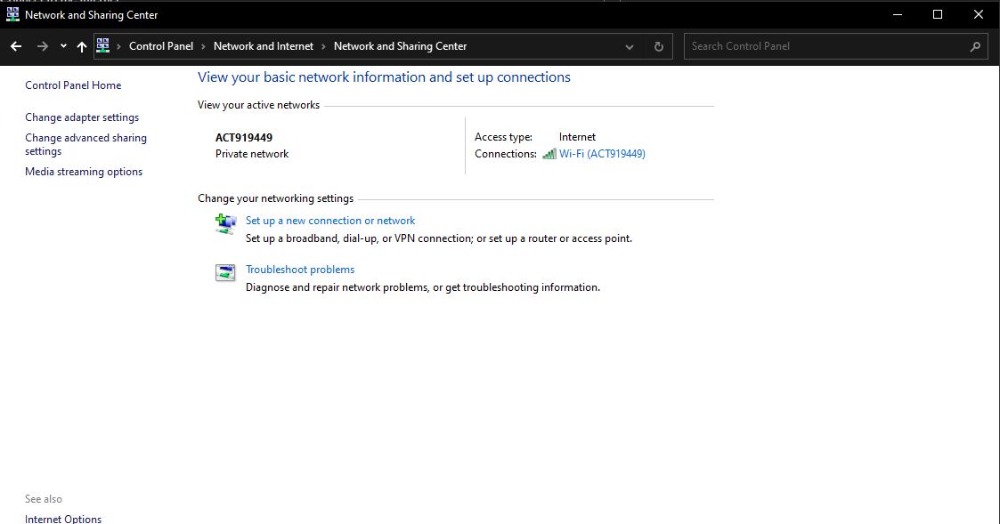 Network and Sharing Center
Control Panel › Network and Internet › Network and Sharing Center
Search Control Panel
Control Panel Home
Change adapter settings
Change advanced sharing
settings
Media streaming options
View your basic network information and set up connections
View your active networks
ACT919449
Private network
Access type: Internet
Connections: Wi-Fi (ACT919449)
Change your networking settings
Set up a new connection or network
Set up a broadband, dial-up, or VPN connection; or set up a router or access point.
Troubleshoot problems
Diagnose and repair network problems, or get troubleshooting information.
See also
Internet Options